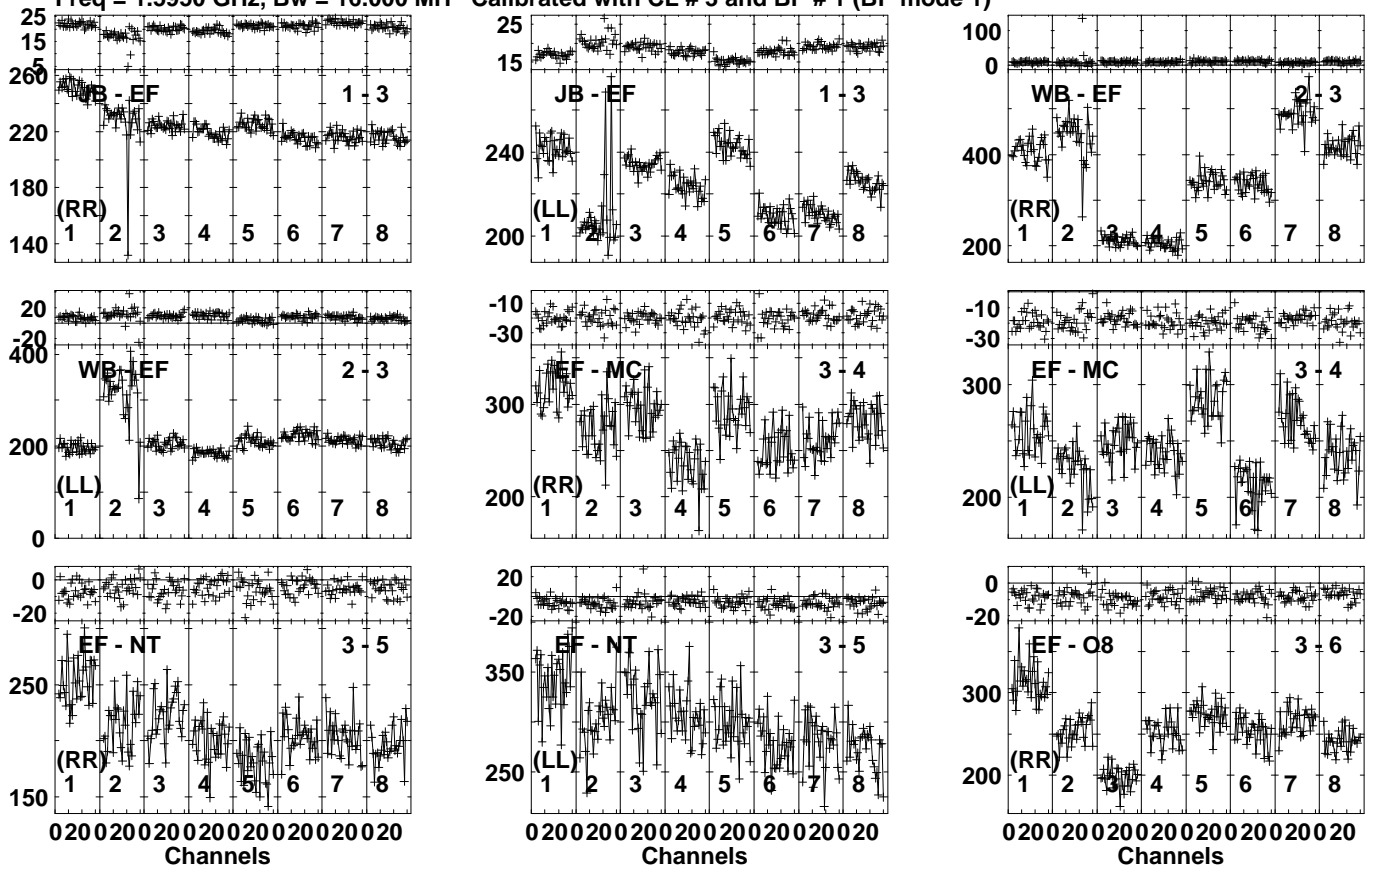 Freq = 1.5950 GHz, Bw = 16.000 MH Calibrated with CL # 3 and BP # 1 (BP mode 1)
25 15 5
260 220 180 140
JB - EF 1 - 3
(RR)
1 2 3 4 5 6 7 8
25 15
240 200
JB - EF 1 - 3
(LL)
1 2 3 4 5 6 7 8
100 0
400 200
WB - EF 2 - 3
(RR)
1 2 3 4 5 6 7 8
20 -20
400 200 0
WB - EF 2 - 3
(LL)
1 2 3 4 5 6 7 8
-10 -30
300 200
EF - MC 3 - 4
(RR)
1 2 3 4 5 6 7 8
-10 -30
300 200
EF - MC 3 - 4
(LL)
1 2 3 4 5 6 7 8
0 -20
250 150
EF - NT 3 - 5
(RR)
1 2 3 4 5 6 7 8
0 20 0 20 0 20 0 20 0 20 0 20 0 20 0 20
Channels
20 -20
350 250
EF - NT 3 - 5
(LL)
1 2 3 4 5 6 7 8
0 20 0 20 0 20 0 20 0 20 0 20 0 20 0 20
Channels
0 -20
300 200
EF - O8 3 - 6
(RR)
1 2 3 4 5 6 7 8
0 20 0 20 0 20 0 20 0 20 0 20 0 20 0 20
Channels